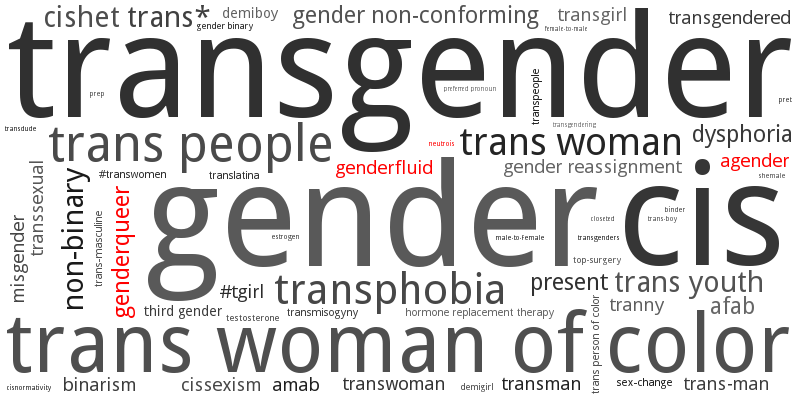 cishet trans*
demiboy
gender non-conforming
transgirl
transgendered
gender binary
female-to-male
transgender
prep
preferred pronoun
transpeople
pret
transdude
transgendering
trans people
neutrois
trans woman
dysphoria
genderfluid
gender reassignment
agender
#transwomen
translatina
shemale
transsexual
non-binary
gender
cis
misgender
trans-masculine
genderqueer
binder
closeted
trans-boy
estrogen
male-to-female
transgenders
top-surgery
#tgirl
transphobia
present
trans youth
third gender
testosterone
transmisogyny
hormone replacement therapy
trans person of color
tranny
afab
trans woman of color
cisnormativity
binarism
cissexism
amab
transwoman
demigirl
transman
sex-change
trans-man